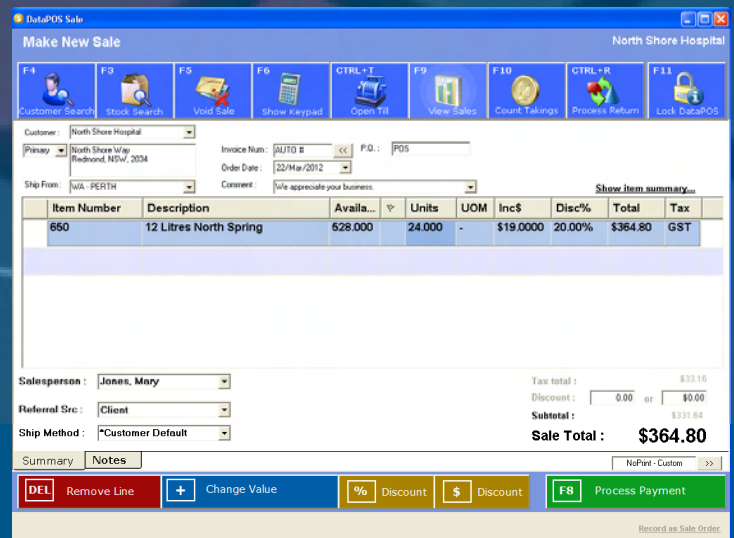 DataPOS Sale
Make New Sale
North Shore Hospital
F4 F3 F5 F6 CTRL+T F9 F10 CTRL+R F11
Customer Search Stock Search Void Sale Show Keypad Open Till View Sales Count Takings Process Return Lock DataPOS
Customer: North Shore Hospital
Primary North Shore Way Invoice Num: AUTO # << P.O.: POS
Redmond, NSW, 2034
Order Date: 22/Mar/2012
Ship From: WA - PERTH Comment: We appreciate your business.
Show item summary...
Item Number Description Availa... Units UOM Inc$ Disc% Total Tax
650 12 Litres North Spring 528.000 24.000 - $19.0000 20.00% $364.80 GST
Salesperson : Jones, Mary
Tax total : $33.16
Discount : 0.00 or $0.00
Referral Src : Client
Subtotal : $331.64
Ship Method : *Customer Default
Sale Total : $364.80
Summary Notes
NoPrint - Custom >>
DEL Remove Line + Change Value % Discount $ Discount F8 Process Payment
Record as Sale Order